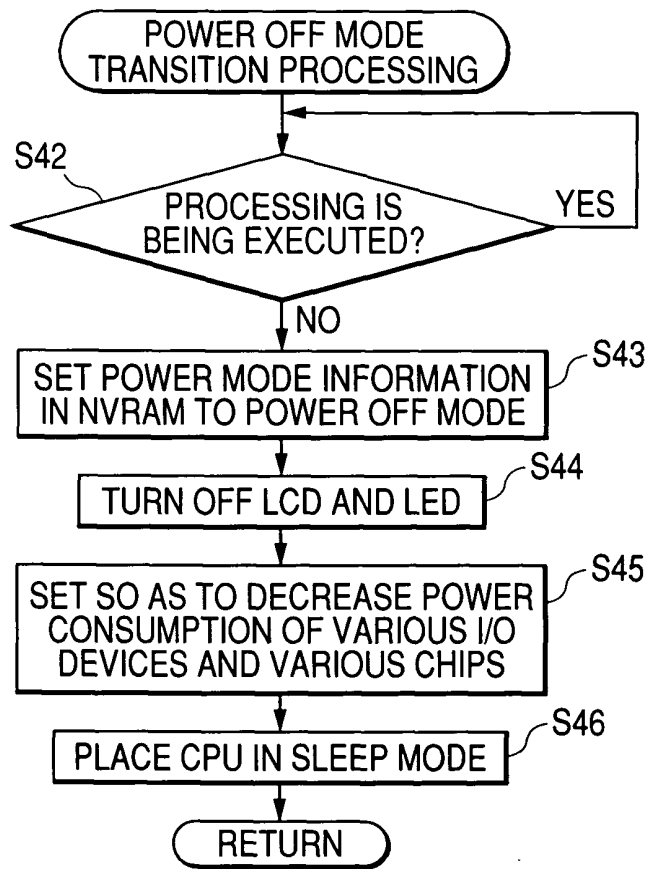 POWER OFF MODE
TRANSITION PROCESSING
S42
PROCESSING IS
BEING EXECUTED?
YES
NO
S43
SET POWER MODE INFORMATION
IN NVRAM TO POWER OFF MODE
S44
TURN OFF LCD AND LED
S45
SET SO AS TO DECREASE POWER
CONSUMPTION OF VARIOUS I/O
DEVICES AND VARIOUS CHIPS
S46
PLACE CPU IN SLEEP MODE
RETURN